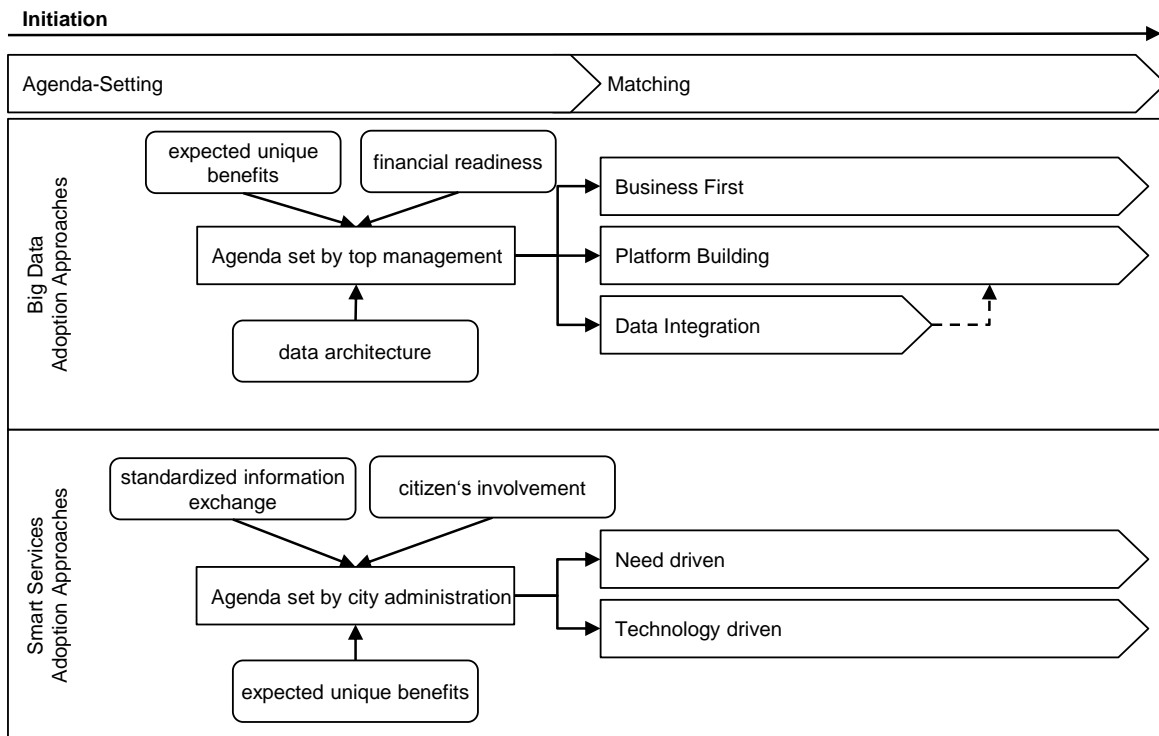 Initiation
Agenda-Setting
Matching
Big Data
Adoption Approaches
expected unique
benefits
financial readiness
Agenda set by top management
data architecture
Business First
Platform Building
Data Integration
Smart Services
Adoption Approaches
standardized information
exchange
citizen‘s involvement
Agenda set by city administration
expected unique benefits
Need driven
Technology driven